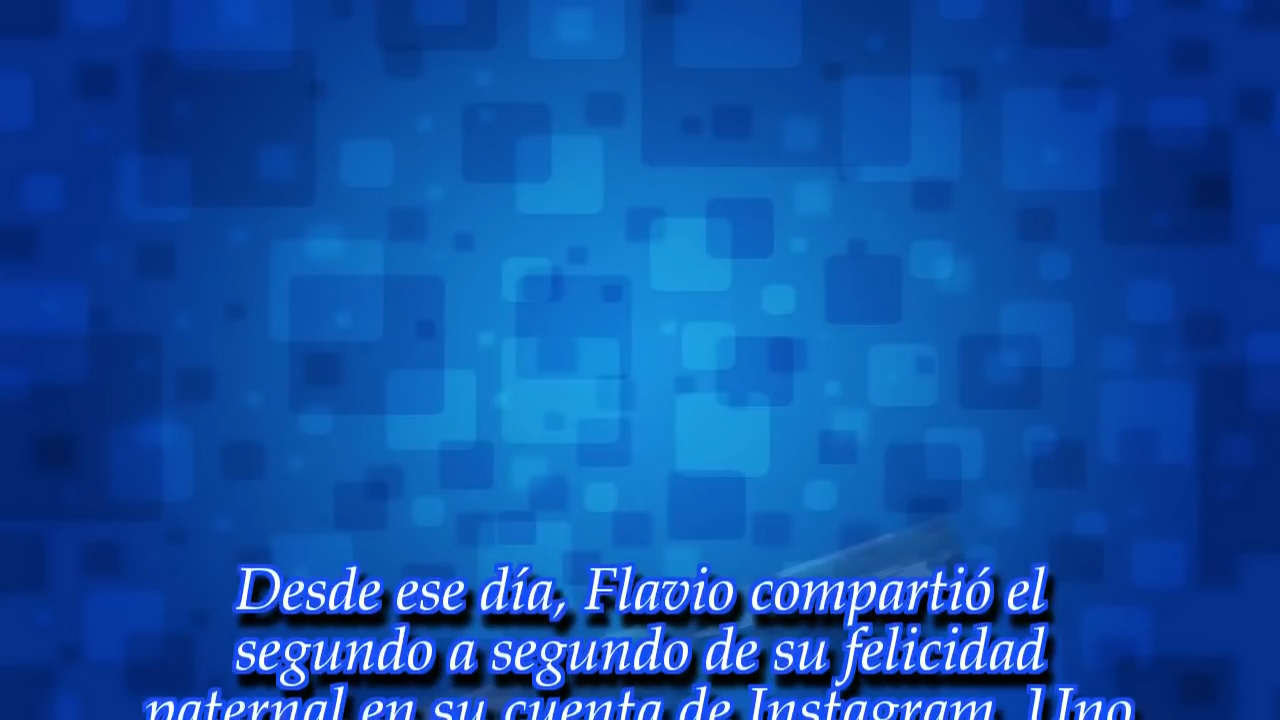 Desde ese día, Flavio compartió el
segundo a segundo de su felicidad
paternal en su cuenta de Instagram. Uno